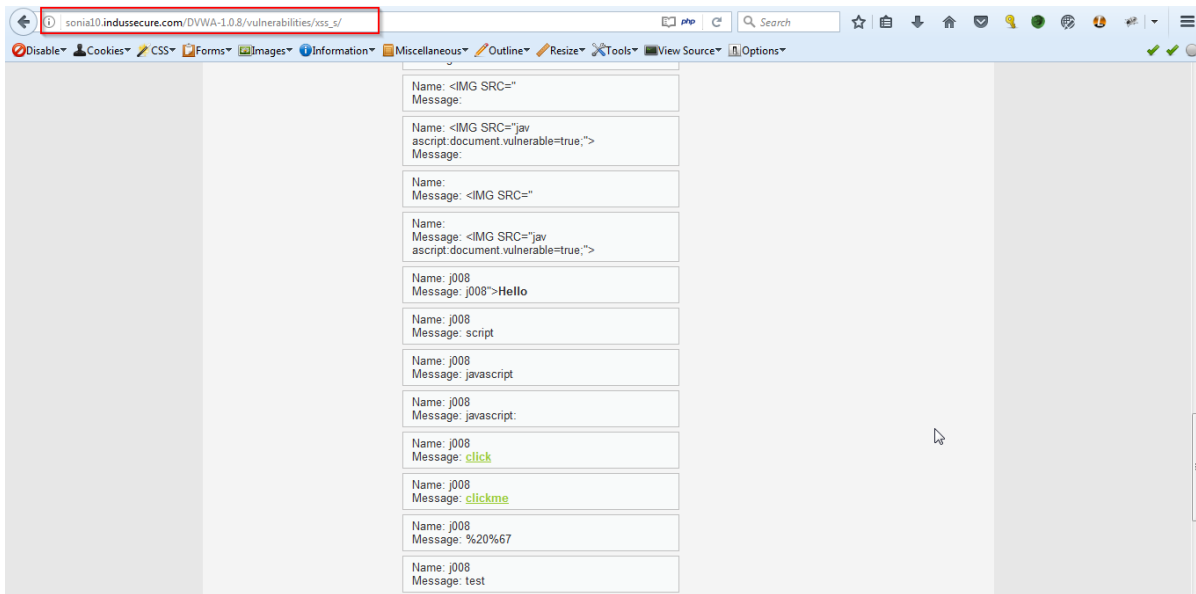 sonia10.indussecure.com/DVWA-1.0.8/vulnerabilities/xss_s/
php
Search
Disable Cookies CSS Forms Images Information Miscellaneous Outline Resize Tools View Source Options
Name: <IMG SRC="
Message:
Name: <IMG SRC="jav
ascript:document.vulnerable=true;">
Message:
Name:
Message: <IMG SRC="
Name:
Message: <IMG SRC="jav
ascript:document.vulnerable=true;">
Name: j008
Message: j008">Hello
Name: j008
Message: script
Name: j008
Message: javascript
Name: j008
Message: javascript:
Name: j008
Message: click
Name: j008
Message: clickme
Name: j008
Message: %20%67
Name: j008
Message: test